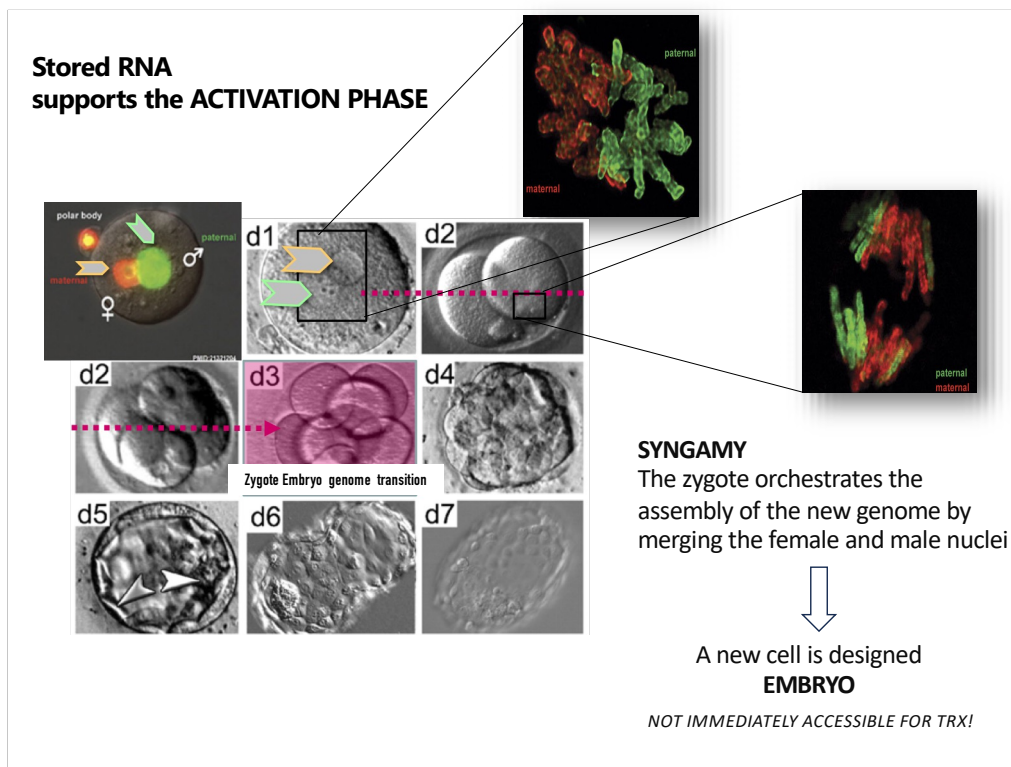 Stored RNA
supports the ACTIVATION PHASE
paternal
maternal
polar body
paternal
♂
maternal
♀
PMID:21321204
d1
d2
paternal
maternal
d2
d3
d4
Zygote Embryo genome transition
d5
d6
d7
SYNGAMY
The zygote orchestrates the
assembly of the new genome by
merging the female and male nuclei
A new cell is designed
EMBRYO
NOT IMMEDIATELY ACCESSIBLE FOR TRX!